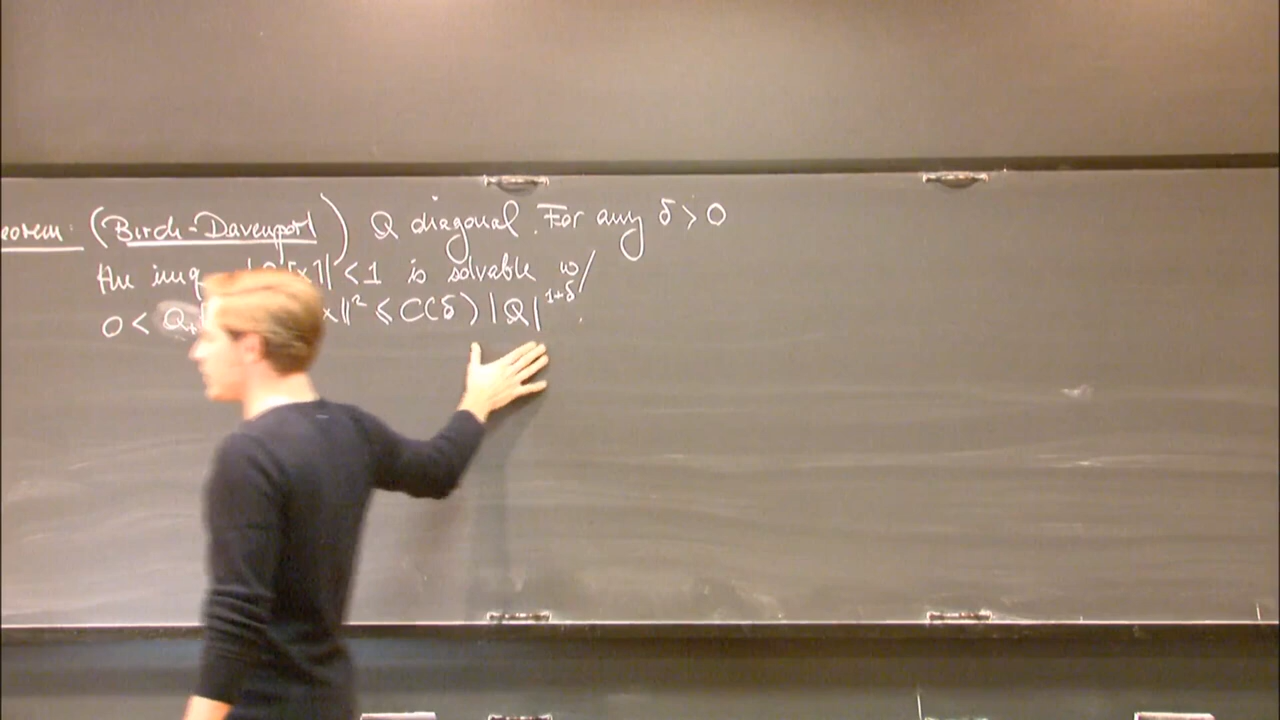 eorem: (Birch-Davenport) Q diagonal. For any δ > 0
the ineq. x]| < 1 is solvable w/
0 < Q₊ x||² ≤ C(δ) |Q|^{1+δ}.